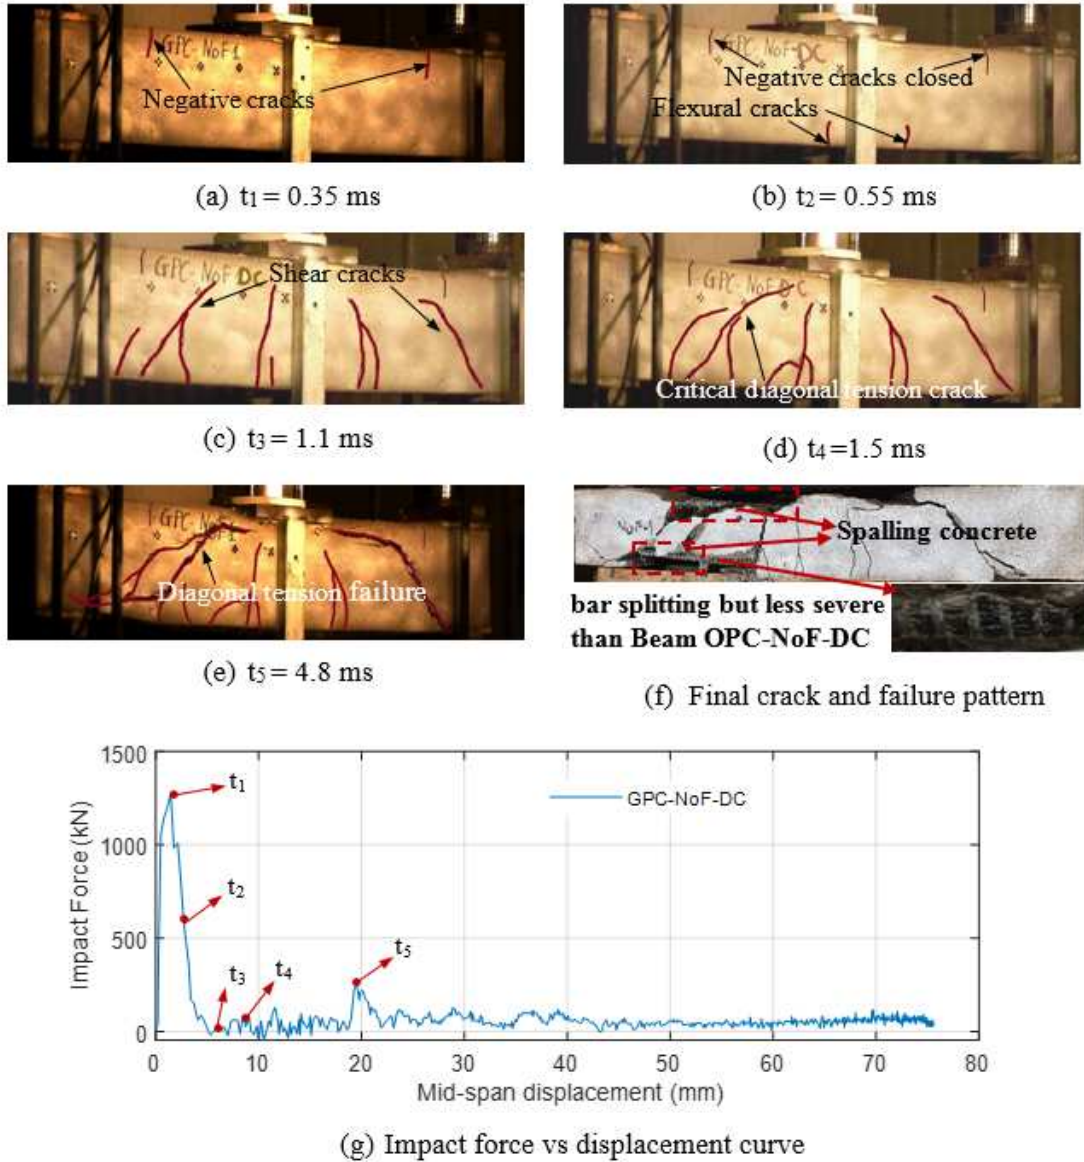 GPC-NoF1
Negative cracks
(a) t₁ = 0.35 ms
GPC-NoF-DC
Negative cracks closed
Flexural cracks
(b) t₂ = 0.55 ms
GPC-NoF DC
Shear cracks
(c) t₃ = 1.1 ms
GPC-NoF DC
Critical diagonal tension crack
(d) t₄ =1.5 ms
GPC-NoF1
Diagonal tension failure
(e) t₅ = 4.8 ms
Spalling concrete
bar splitting but less severe
than Beam OPC-NoF-DC
(f) Final crack and failure pattern
1500
1000
500
0
Impact Force (kN)
t₁
t₂
t₃
t₄
t₅
GPC-NoF-DC
0 10 20 30 40 50 60 70 80
Mid-span displacement (mm)
(g) Impact force vs displacement curve